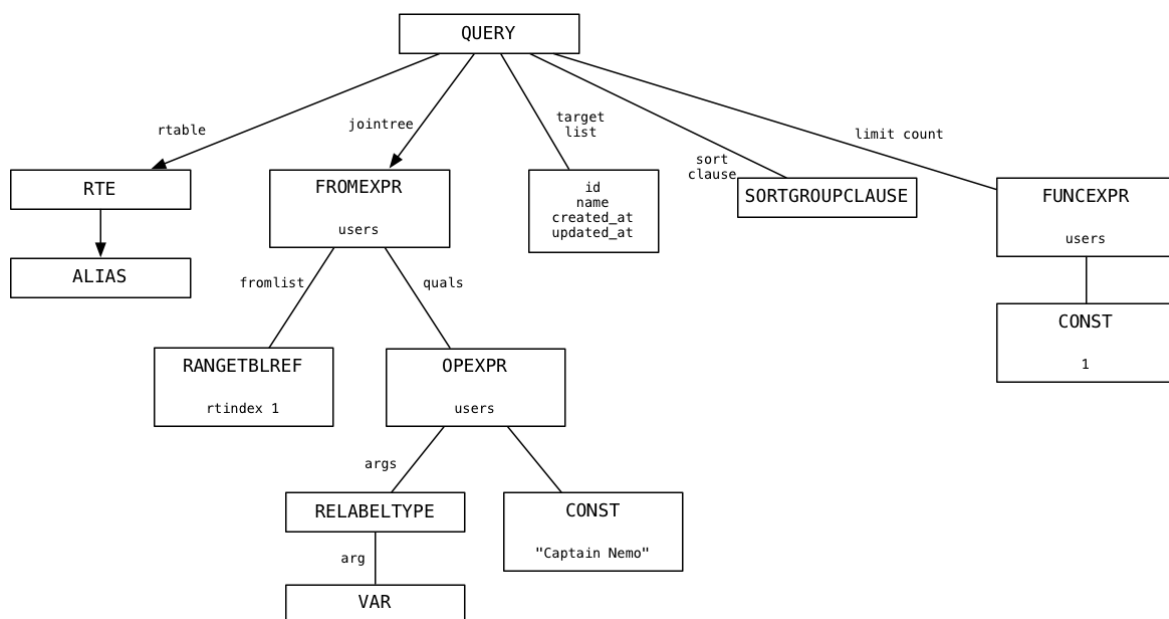 QUERY
rtable
jointree
target
list
sort
clause
limit count
RTE
ALIAS
FROMEXPR
users
id
name
created_at
updated_at
SORTGROUPCLAUSE
FUNCEXPR
users
fromlist
quals
CONST
1
RANGETBLREF
rtindex 1
OPEXPR
users
args
RELABELTYPE
CONST
"Captain Nemo"
arg
VAR